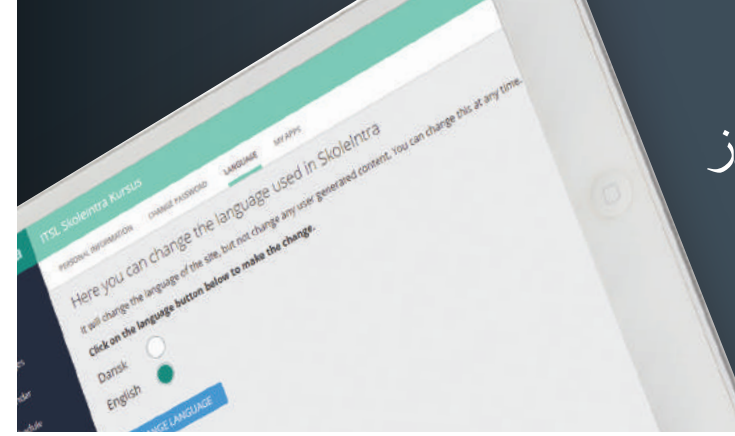 ITSL SkoleIntra Kursus
PERSONAL INFORMATION CHANGE PASSWORD LANGUAGE MY APPS
Here you can change the language used in SkoleIntra
It will change the language of the site, but not change any user generated content. You can change this at any time.
Click on the language button below to make the change.
Dansk
English
LANGUAGE